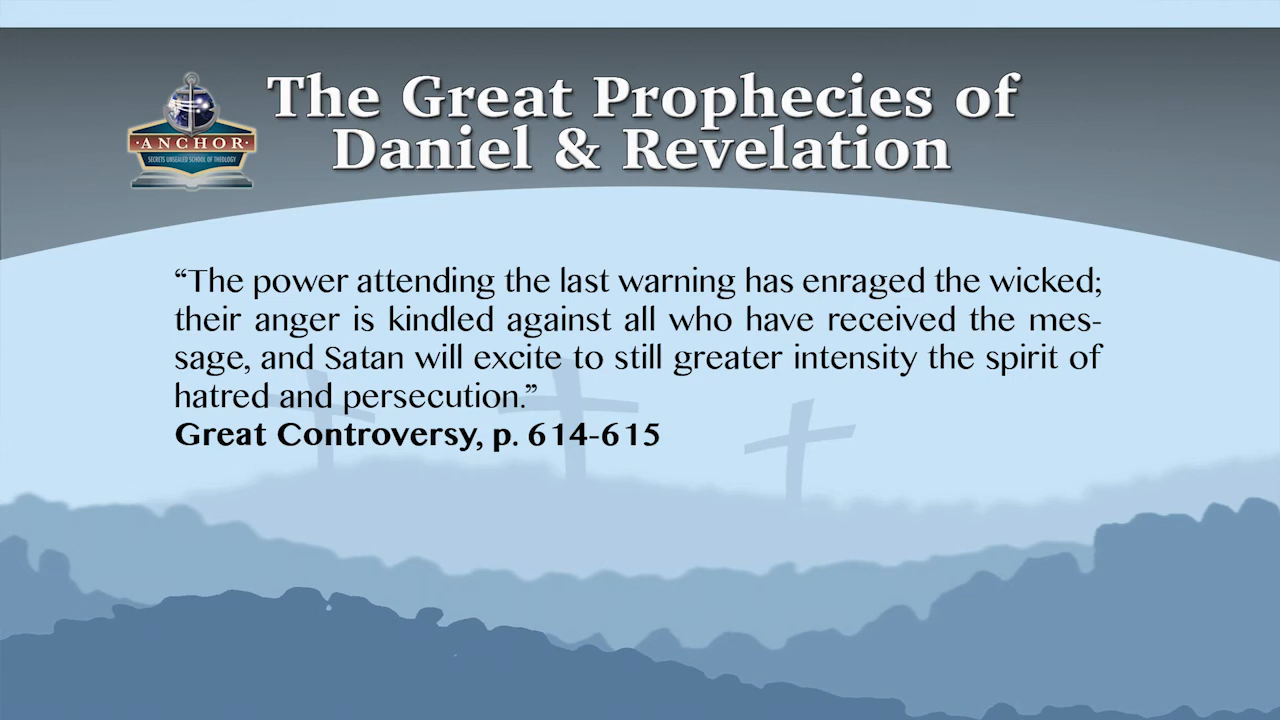 The Great Prophecies of
Daniel & Revelation
·ANCHOR·
SECRETS UNSEALED SCHOOL OF THEOLOGY
“The power attending the last warning has enraged the wicked;
their anger is kindled against all who have received the mes-
sage, and Satan will excite to still greater intensity the spirit of
hatred and persecution.”
Great Controversy, p. 614-615